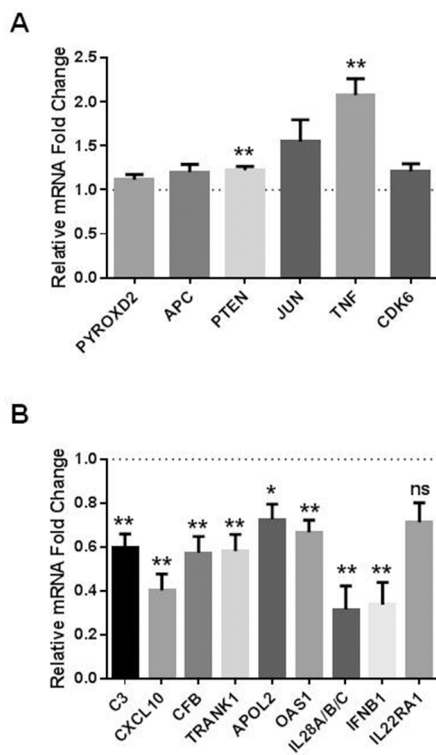 A
Relative mRNA Fold Change
2.5
2.0
1.5
1.0
0.5
0.0
**
**
PYROXD2
APC
PTEN
JUN
TNF
CDK6
B
Relative mRNA Fold Change
1.0
0.8
0.6
0.4
0.2
0.0
**
**
**
**
*
**
**
**
ns
C3
CXCL10
CFB
TRANK1
APOL2
OAS1
IL28A/B/C
IFNB1
IL22RA1